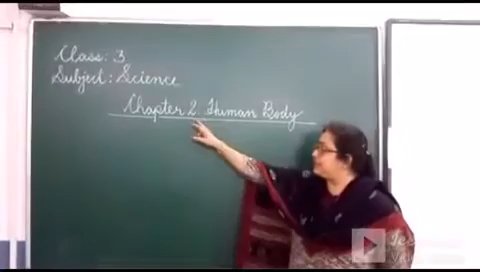 Class: 3
Subject: Science
Chapter 2. Human Body